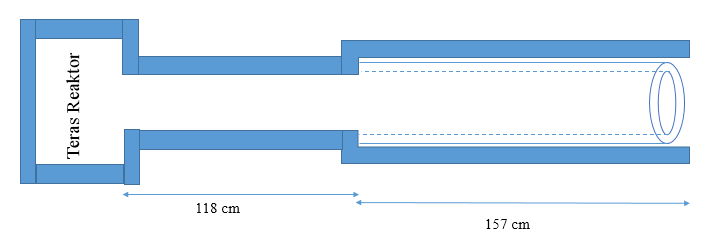 Teras Reaktor
118 cm
157 cm